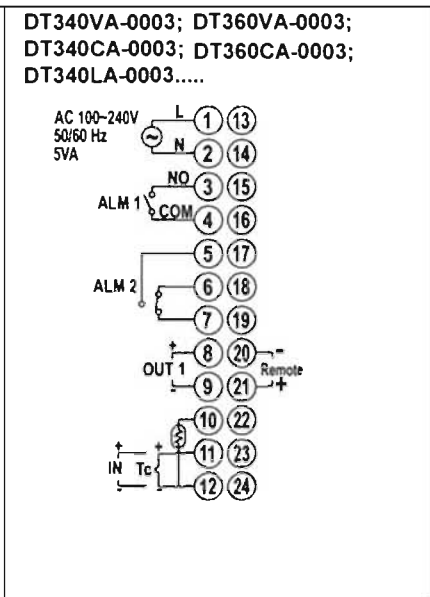 DT340VA-0003; DT360VA-0003;
DT340CA-0003; DT360CA-0003;
DT340LA-0003.....
AC 100~240V
50/60 Hz
5VA
L 1 13
N 2 14
NO 3 15
ALM 1
COM 4 16
5 17
ALM 2 6 18
7 19
+ 8 20 -
OUT 1 Remote
- 9 21 +
10 22
+ + 11 23
IN Tc
- - 12 24